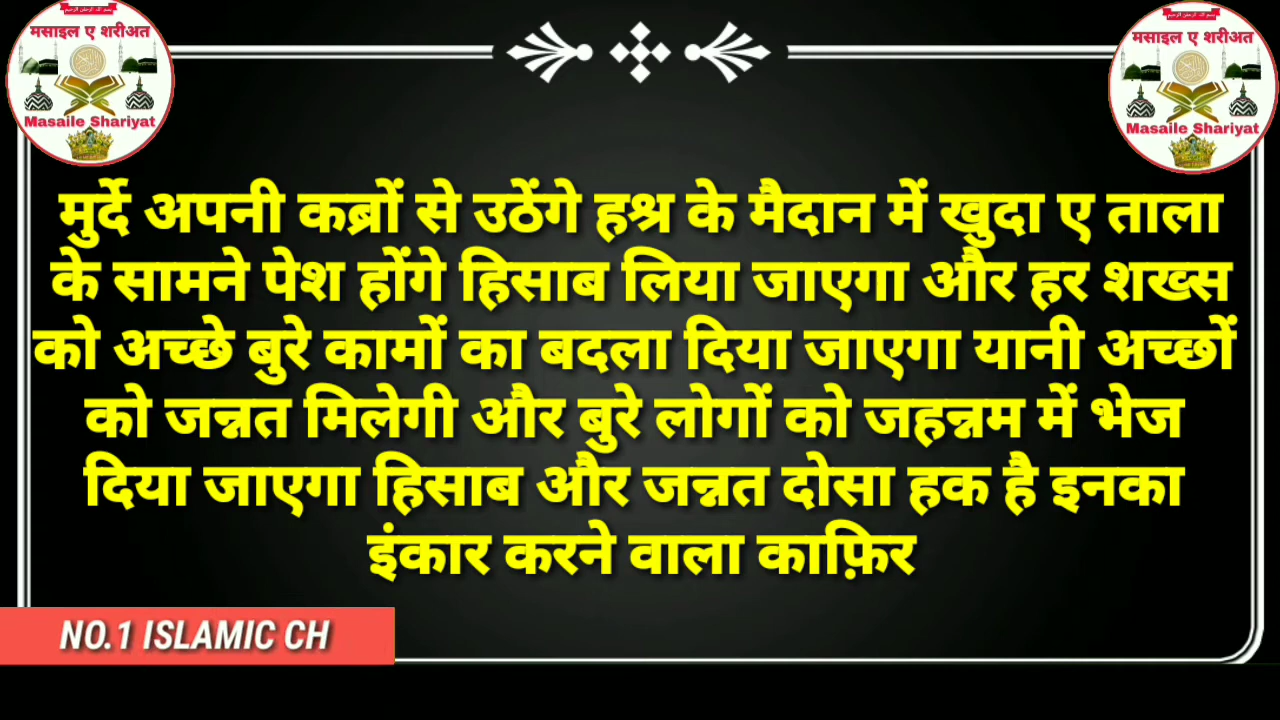 मसाइल ए शरीअत
Masaile Shariyat
मसाइल ए शरीअत
Masaile Shariyat
मुर्दे अपनी कब्रों से उठेंगे हश्र के मैदान में खुदा ए ताला
के सामने पेश होंगे हिसाब लिया जाएगा और हर शख्स
को अच्छे बुरे कामों का बदला दिया जाएगा यानी अच्छों
को जन्नत मिलेगी और बुरे लोगों को जहन्नम में भेज
दिया जाएगा हिसाब और जन्नत दोसा हक है इनका
इंकार करने वाला काफ़िर
NO.1 ISLAMIC CH